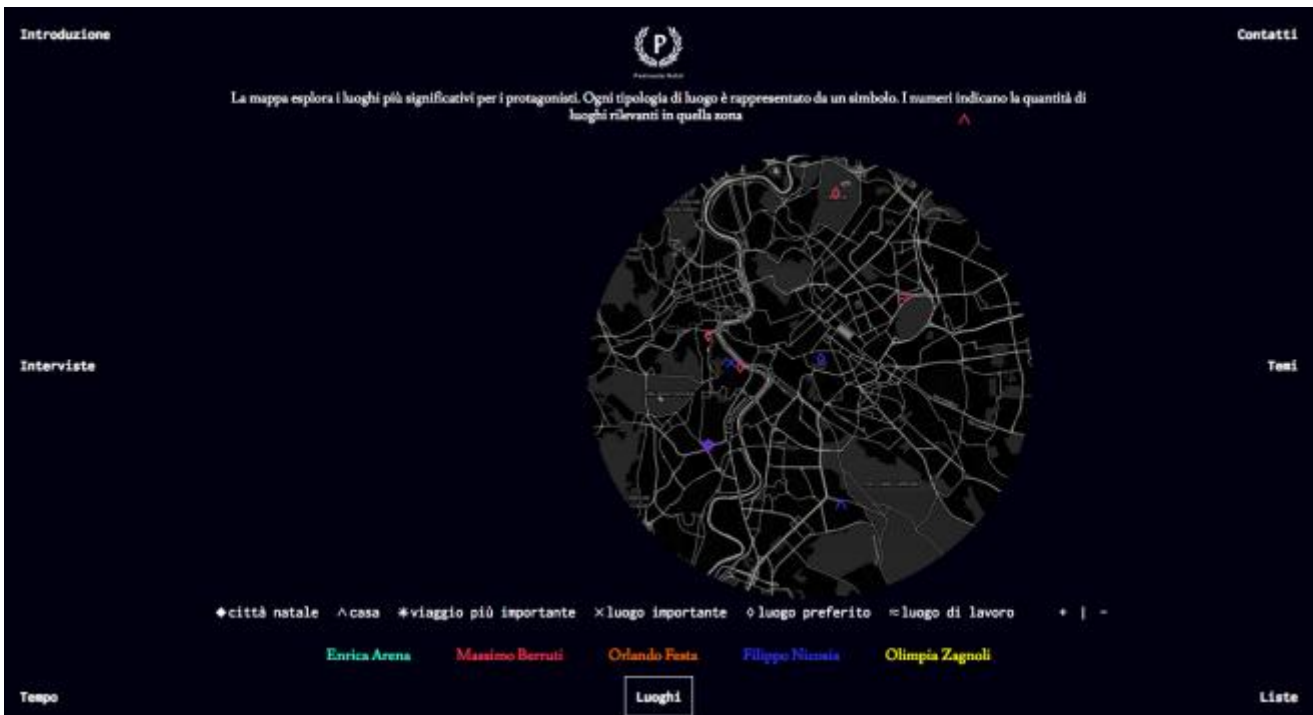 Introduzione
Contatti
P
La mappa esplora i luoghi più significativi per i protagonisti. Ogni tipologia di luogo è rappresentato da un simbolo. I numeri indicano la quantità di
luoghi rilevanti in quella zona
Interviste
Temi
◆città natale ∧casa ✳viaggio più importante ×luogo importante ◊luogo preferito ≈luogo di lavoro + | -
Enrica Arena Massimo Berruti Orlando Festa Filippo Nicosia Olimpia Zagnoli
Tempo
Luoghi
Liste